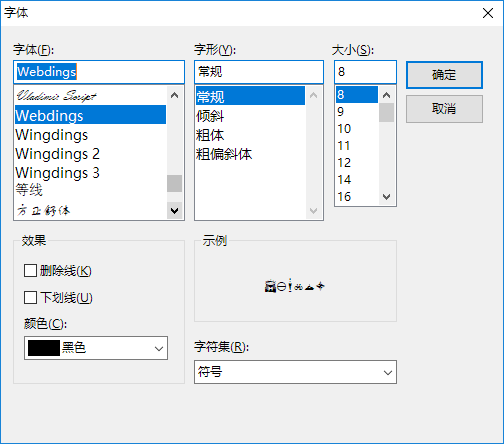 字体
字体(F):
Webdings
Vladimir Script
Webdings
Wingdings
Wingdings 2
Wingdings 3
等线
方正舒体
字形(Y):
常规
常规
倾斜
粗体
粗偏斜体
大小(S):
8
8
9
10
11
12
14
16
确定
取消
效果
删除线(K)
下划线(U)
颜色(C):
黑色
示例
字符集(R):
符号